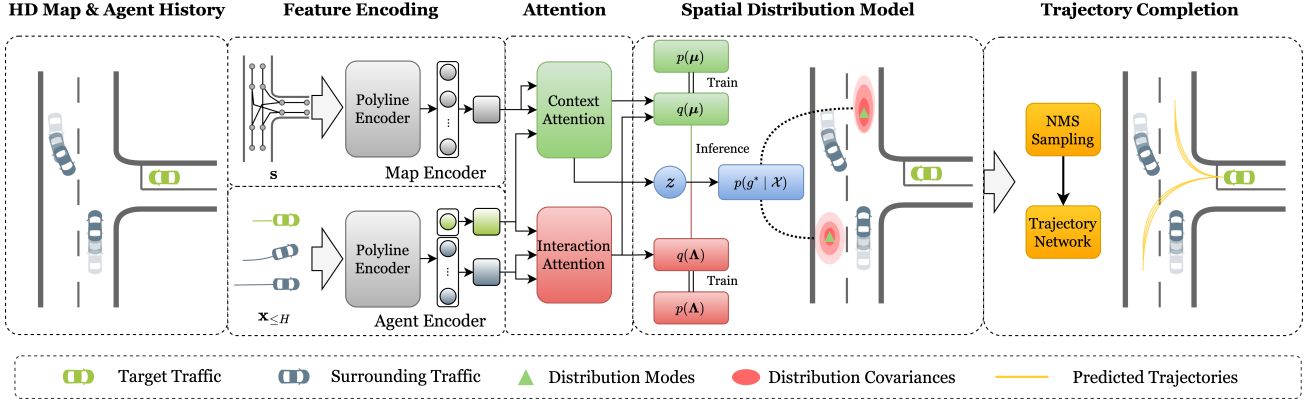 HD Map & Agent History
Feature Encoding
Attention
Spatial Distribution Model
Trajectory Completion
s
Polyline
Encoder
Map Encoder
x≤H
Polyline
Encoder
Agent Encoder
Context
Attention
Interaction
Attention
p(μ)
Train
q(μ)
Inference
z
p(g* | 𝒳)
q(Λ)
Train
p(Λ)
NMS
Sampling
Trajectory
Network
Target Traffic
Surrounding Traffic
Distribution Modes
Distribution Covariances
Predicted Trajectories